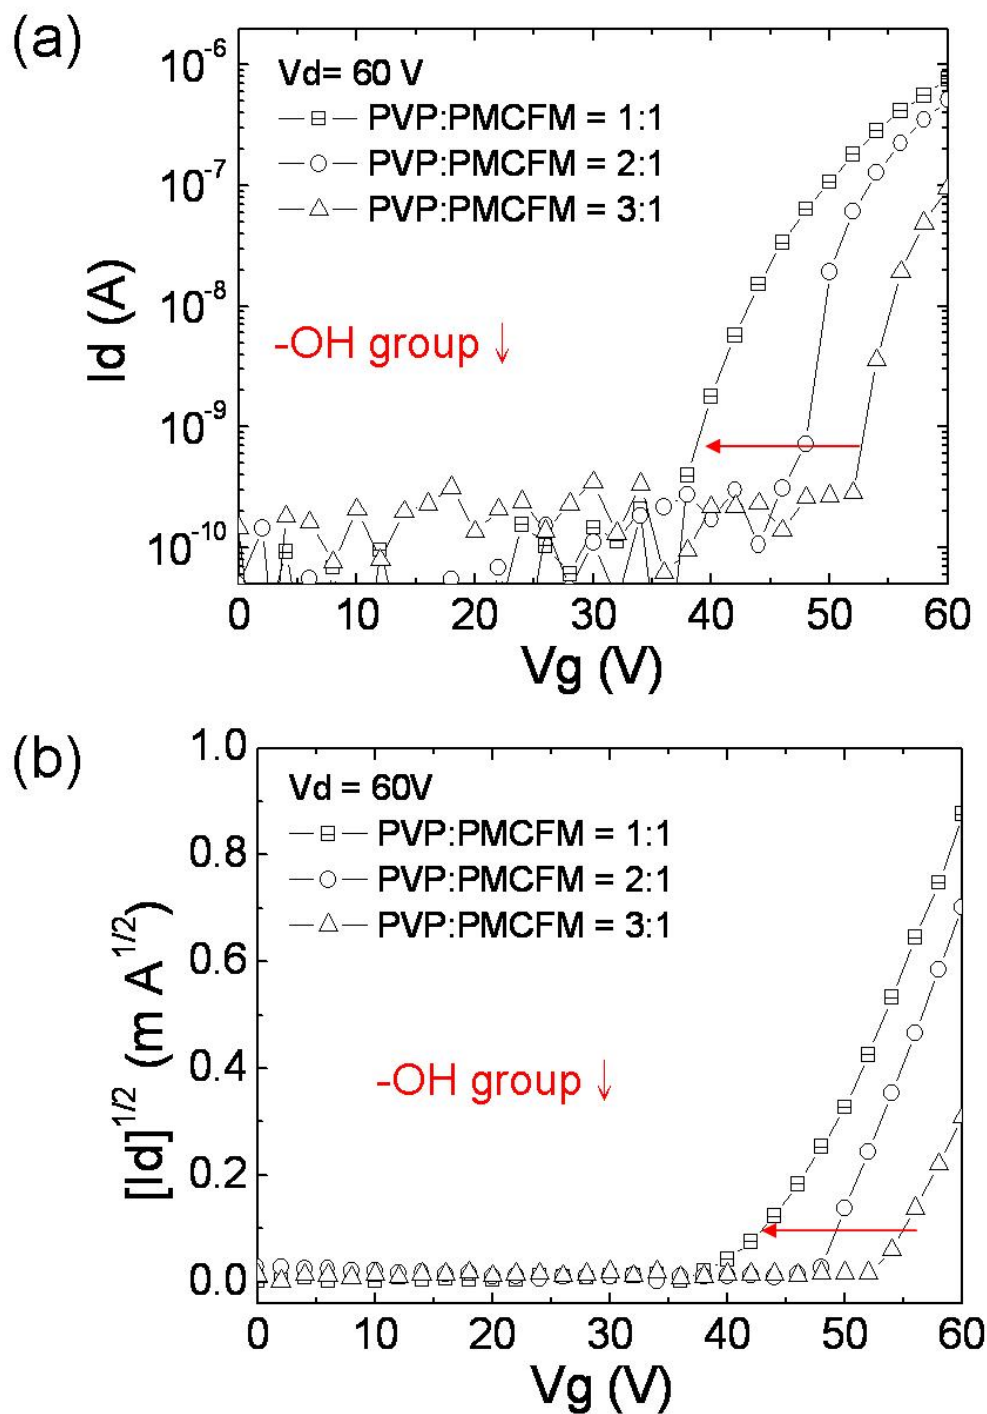 (a)
Vd= 60 V
PVP:PMCFM = 1:1
PVP:PMCFM = 2:1
PVP:PMCFM = 3:1
-OH group ↓
Id (A)
10⁻⁶
10⁻⁷
10⁻⁸
10⁻⁹
10⁻¹⁰
0 10 20 30 40 50 60
Vg (V)
(b)
Vd = 60V
PVP:PMCFM = 1:1
PVP:PMCFM = 2:1
PVP:PMCFM = 3:1
-OH group ↓
[Id]^1/2 (m A^1/2)
1.0
0.8
0.6
0.4
0.2
0.0
0 10 20 30 40 50 60
Vg (V)